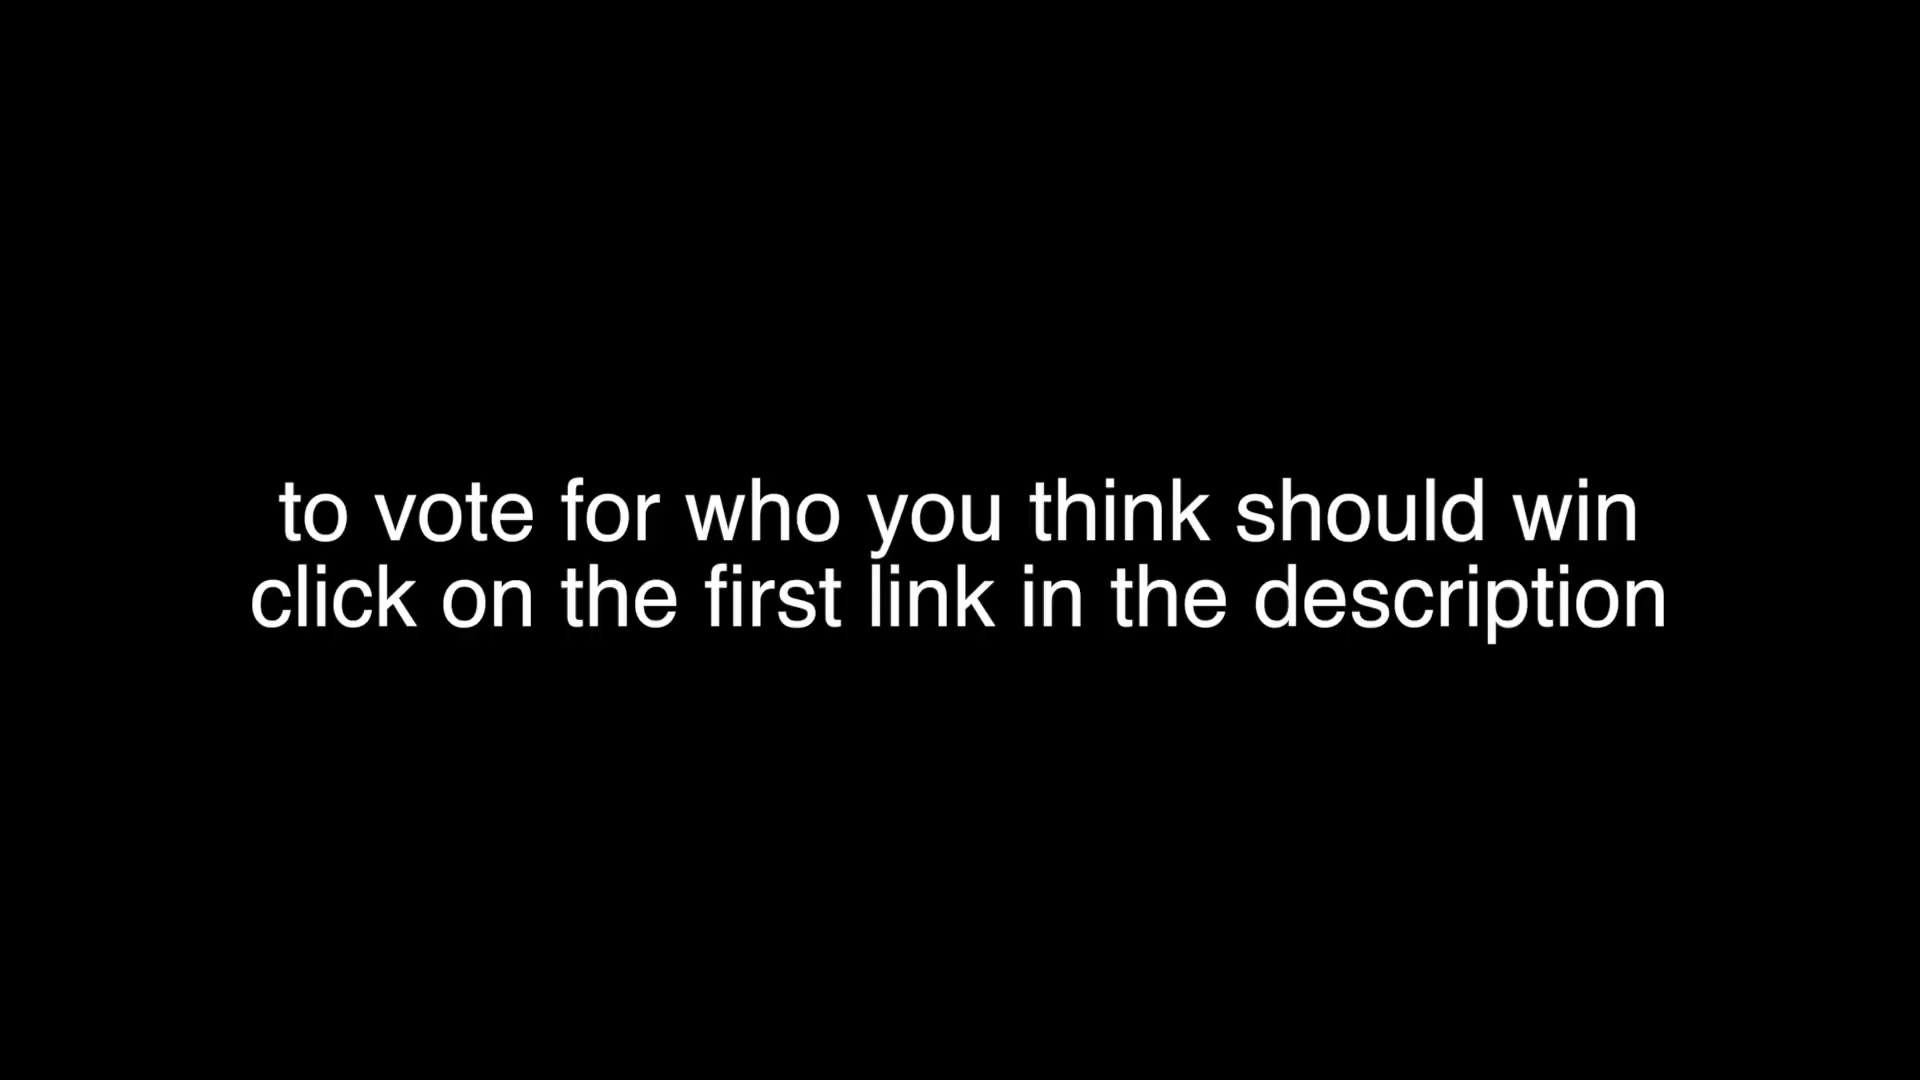 to vote for who you think should win
click on the first link in the description